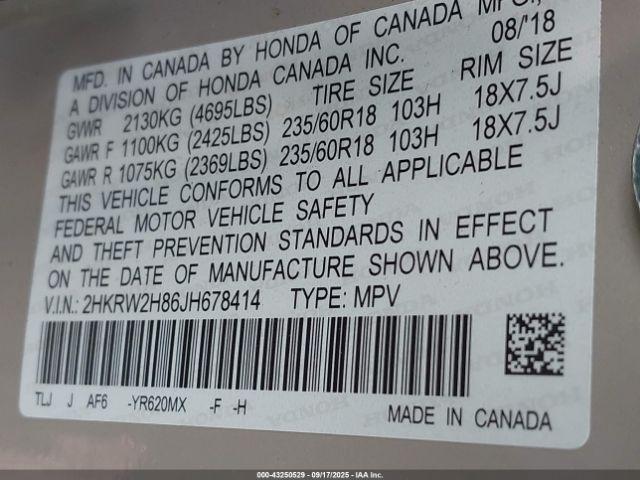 MFD. IN CANADA BY HONDA OF CANADA MFG.,
A DIVISION OF HONDA CANADA INC. 08/'18
GVWR 2130KG (4695LBS) TIRE SIZE RIM SIZE
GAWR F 1100KG (2425LBS) 235/60R18 103H 18X7.5J
GAWR R 1075KG (2369LBS) 235/60R18 103H 18X7.5J
THIS VEHICLE CONFORMS TO ALL APPLICABLE
FEDERAL MOTOR VEHICLE SAFETY
AND THEFT PREVENTION STANDARDS IN EFFECT
ON THE DATE OF MANUFACTURE SHOWN ABOVE.
V.I.N.: 2HKRW2H86JH678414 TYPE: MPV
TLJ J AF6 -YR620MX -F -H
MADE IN CANADA
000-43250529 - 09/17/2025 - IAA Inc.